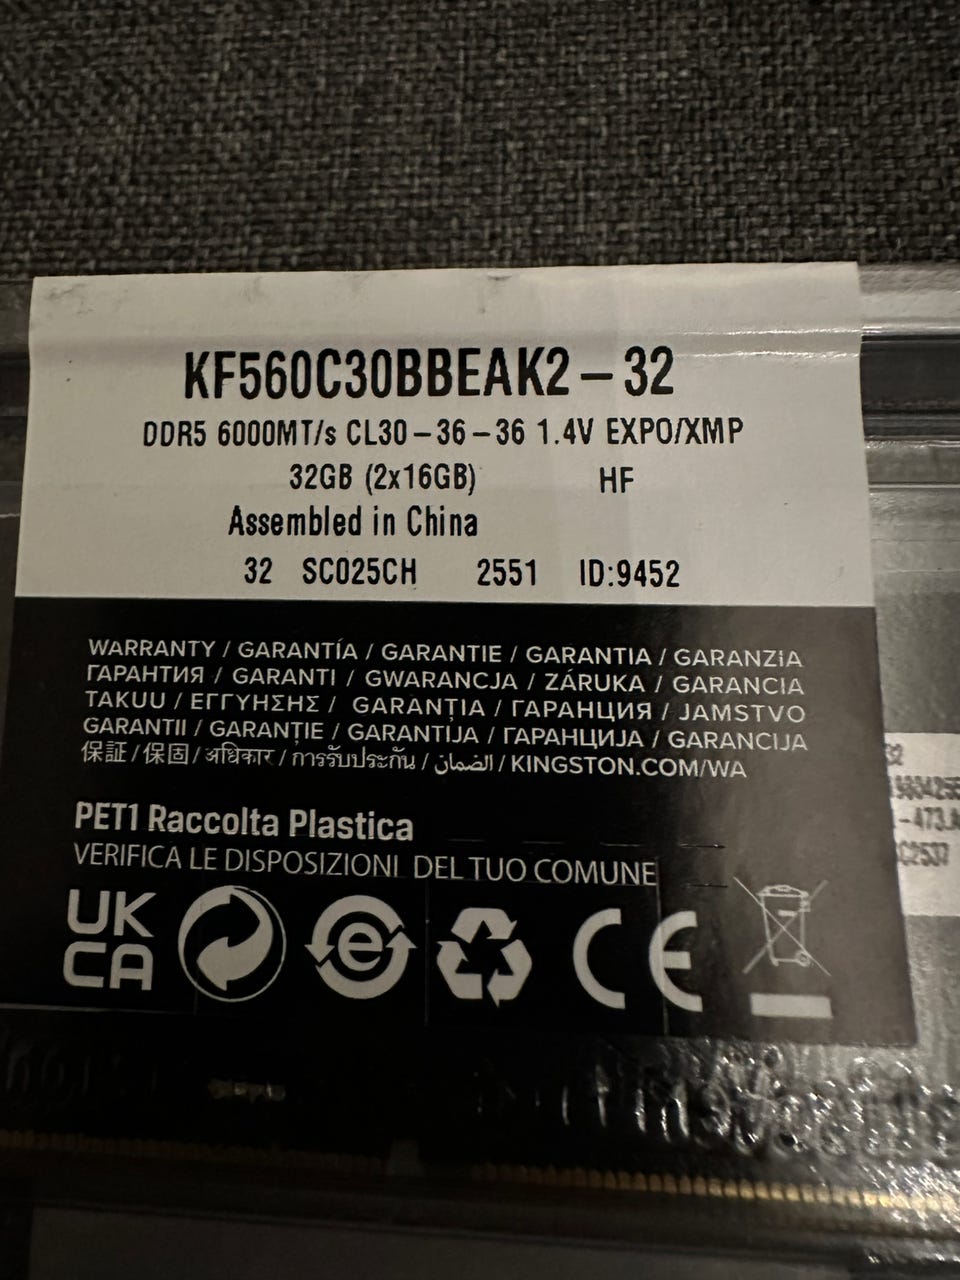 KF560C30BBEAK2-32
DDR5 6000MT/s CL30-36-36 1.4V EXPO/XMP
32GB (2x16GB) HF
Assembled in China
32 SC025CH 2551 ID:9452
WARRANTY / GARANTÍA / GARANTIE / GARANTIA / GARANZIA
ГАРАНТИЯ / GARANTI / GWARANCJA / ZÁRUKA / GARANCIA
TAKUU / ΕΓΓΥΗΣΗΣ / GARANȚIA / ГАРАНЦИЯ / JAMSTVO
GARANTII / GARANȚIE / GARANTIJA / ГАРАНЦИЈА / GARANCIJA
保証 / 保固 / अधिकार / การรับประกัน / الضمان / KINGSTON.COM/WA
PET1 Raccolta Plastica
VERIFICA LE DISPOSIZIONI DEL TUO COMUNE
UK
CA
CE